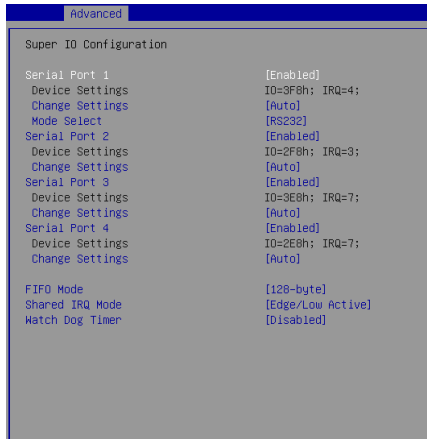 Advanced
Super IO Configuration
Serial Port 1 [Enabled]
Device Settings IO=3F8h; IRQ=4;
Change Settings [Auto]
Mode Select [RS232]
Serial Port 2 [Enabled]
Device Settings IO=2F8h; IRQ=3;
Change Settings [Auto]
Serial Port 3 [Enabled]
Device Settings IO=3E8h; IRQ=7;
Change Settings [Auto]
Serial Port 4 [Enabled]
Device Settings IO=2E8h; IRQ=7;
Change Settings [Auto]
FIFO Mode [128-byte]
Shared IRQ Mode [Edge/Low Active]
Watch Dog Timer [Disabled]